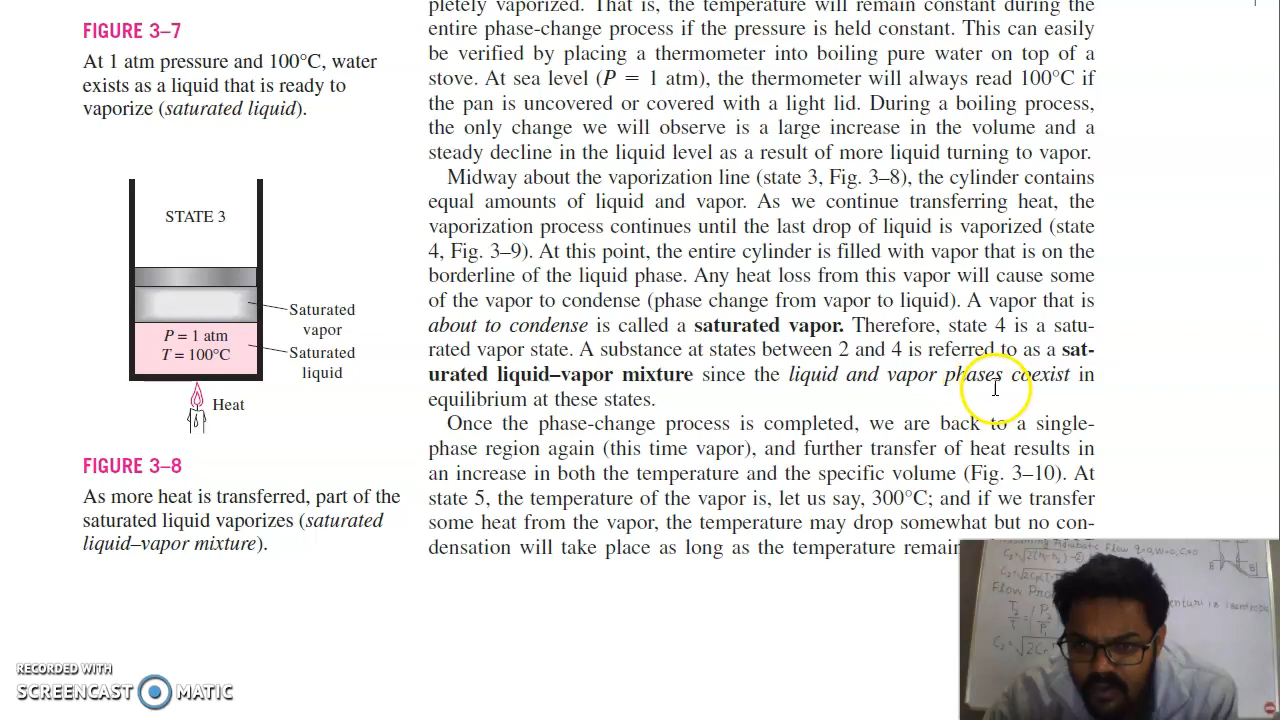 FIGURE 3–7
At 1 atm pressure and 100°C, water
exists as a liquid that is ready to
vaporize (saturated liquid).
STATE 3
P = 1 atm
T = 100°C
Saturated
vapor
Saturated
liquid
Heat
FIGURE 3–8
As more heat is transferred, part of the
saturated liquid vaporizes (saturated
liquid–vapor mixture).
pletely vaporized. That is, the temperature will remain constant during the
entire phase-change process if the pressure is held constant. This can easily
be verified by placing a thermometer into boiling pure water on top of a
stove. At sea level (P = 1 atm), the thermometer will always read 100°C if
the pan is uncovered or covered with a light lid. During a boiling process,
the only change we will observe is a large increase in the volume and a
steady decline in the liquid level as a result of more liquid turning to vapor.
Midway about the vaporization line (state 3, Fig. 3–8), the cylinder contains
equal amounts of liquid and vapor. As we continue transferring heat, the
vaporization process continues until the last drop of liquid is vaporized (state
4, Fig. 3–9). At this point, the entire cylinder is filled with vapor that is on the
borderline of the liquid phase. Any heat loss from this vapor will cause some
of the vapor to condense (phase change from vapor to liquid). A vapor that is
about to condense is called a saturated vapor. Therefore, state 4 is a satu-
rated vapor state. A substance at states between 2 and 4 is referred to as a sat-
urated liquid–vapor mixture since the liquid and vapor phases coexist in
equilibrium at these states.
Once the phase-change process is completed, we are back to a single-
phase region again (this time vapor), and further transfer of heat results in
an increase in both the temperature and the specific volume (Fig. 3–10). At
state 5, the temperature of the vapor is, let us say, 300°C; and if we transfer
some heat from the vapor, the temperature may drop somewhat but no con-
densation will take place as long as the temperature remain
Adiabatic Flow
Flow
is isentropic
RECORDED WITH
SCREENCAST MATIC